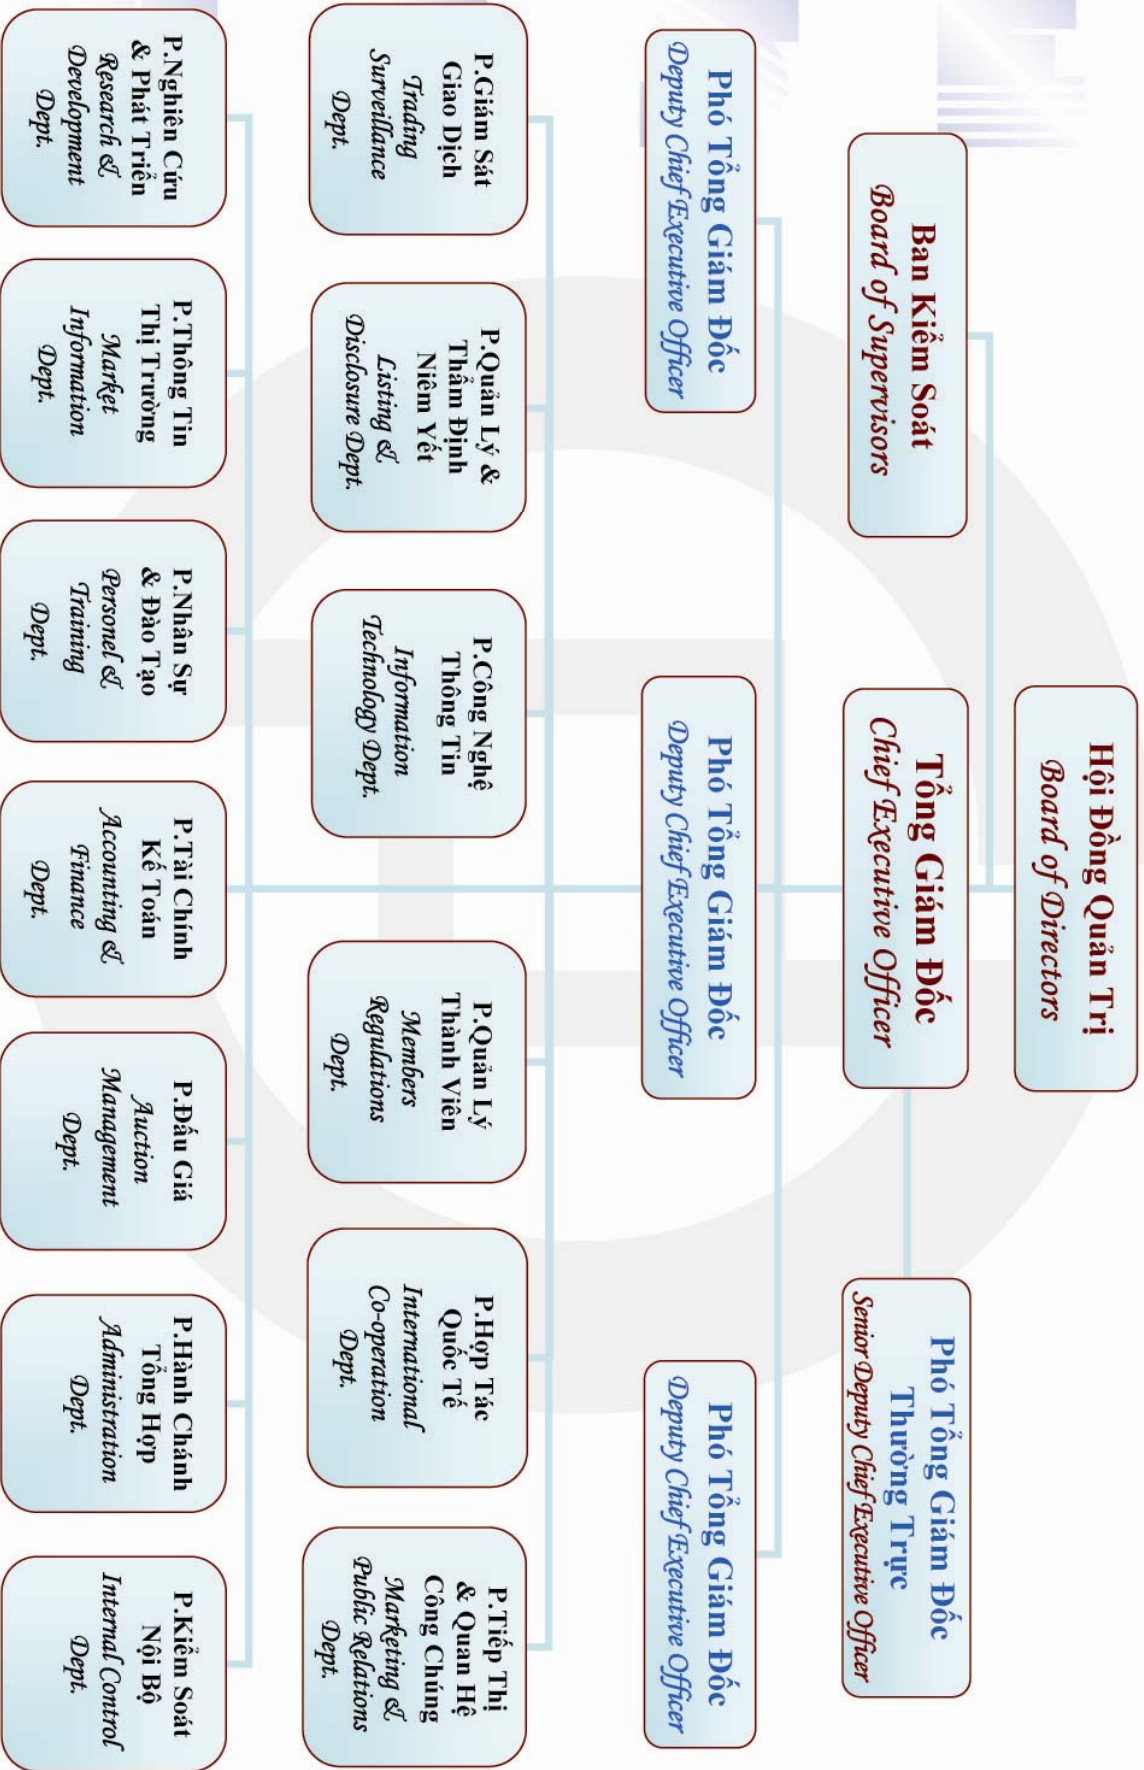 Hội Đồng Quản Trị
Board of Directors
Ban Kiểm Soát
Board of Supervisors
Tổng Giám Đốc
Chief Executive Officer
Phó Tổng Giám Đốc
Thường Trực
Senior Deputy Chief Executive Officer
Phó Tổng Giám Đốc
Deputy Chief Executive Officer
Phó Tổng Giám Đốc
Deputy Chief Executive Officer
Phó Tổng Giám Đốc
Deputy Chief Executive Officer
P.Giám Sát
Giao Dịch
Trading
Surveillance
Dept.
P.Quản Lý &
Thẩm Định
Niêm Yết
Listing &
Disclosure Dept.
P.Công Nghệ
Thông Tin
Information
Technology Dept.
P.Quản Lý
Thành Viên
Members
Regulations
Dept.
P.Hợp Tác
Quốc Tế
International
Co-operation
Dept.
P.Tiếp Thị
& Quan Hệ
Công Chúng
Marketing &
Public Relations
Dept.
P.Nghiên Cứu
& Phát Triển
Research &
Development
Dept.
P.Thông Tin
Thị Trường
Market
Information
Dept.
P.Nhân Sự
& Đào Tạo
Personel &
Training
Dept.
P.Tài Chính
Kế Toán
Accounting &
Finance
Dept.
P.Đấu Giá
Auction
Management
Dept.
P.Hành Chánh
Tổng Hợp
Administration
Dept.
P.Kiểm Soát
Nội Bộ
Internal Control
Dept.